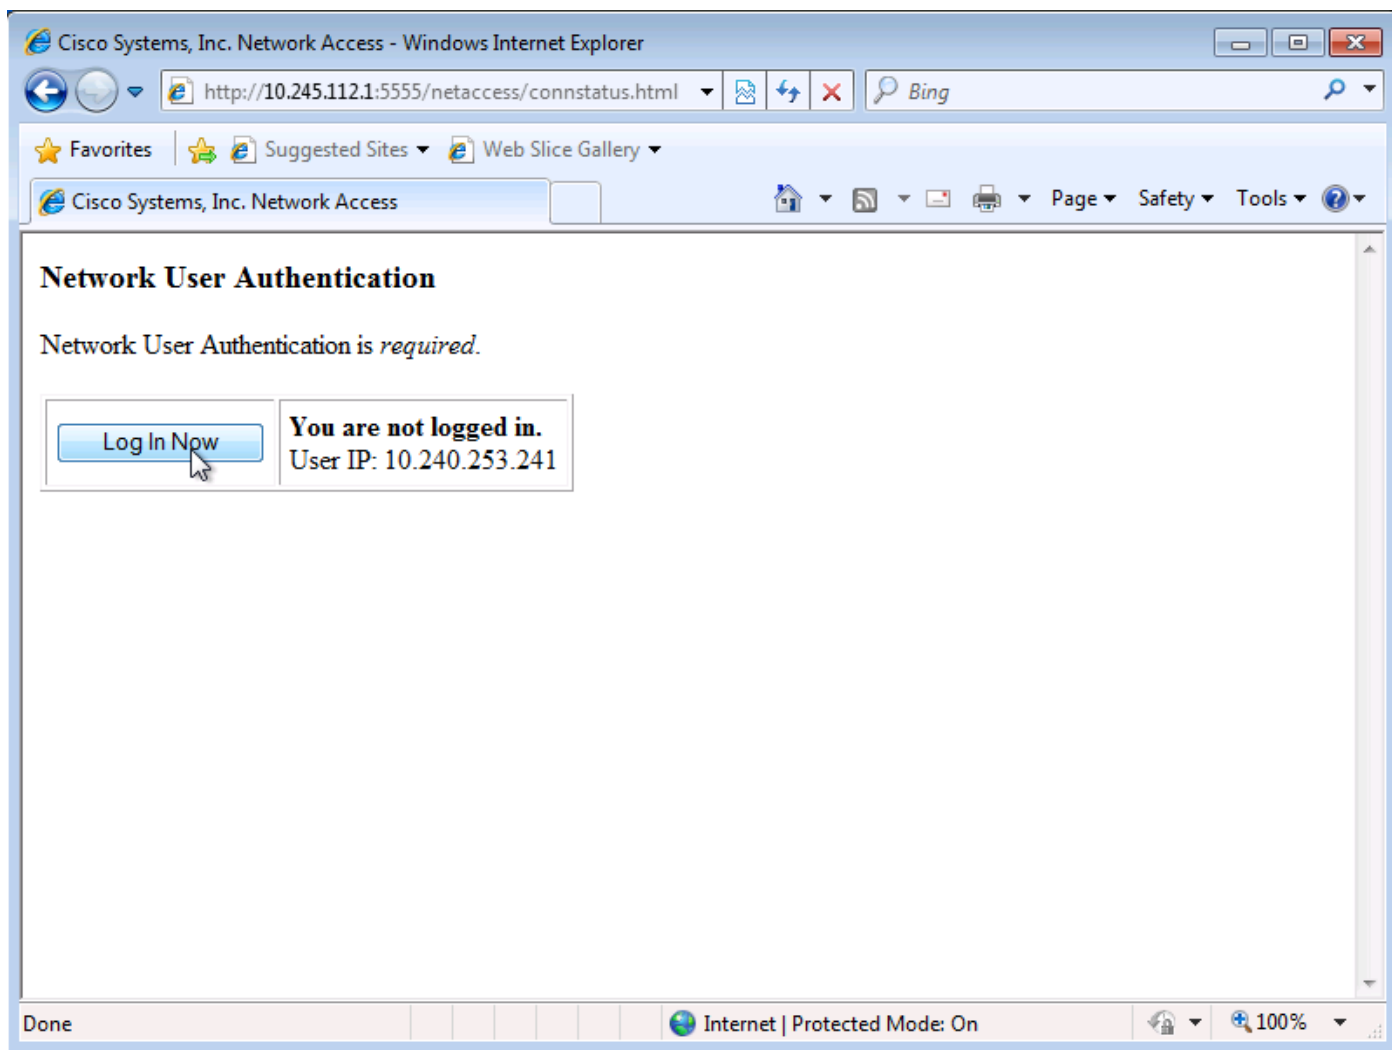 Cisco Systems, Inc. Network Access - Windows Internet Explorer
http://10.245.112.1:5555/netaccess/connstatus.html
Bing
Favorites Suggested Sites Web Slice Gallery
Cisco Systems, Inc. Network Access
Page Safety Tools
Network User Authentication
Network User Authentication is required.
Log In Now
You are not logged in.
User IP: 10.240.253.241
Done
Internet | Protected Mode: On
100%